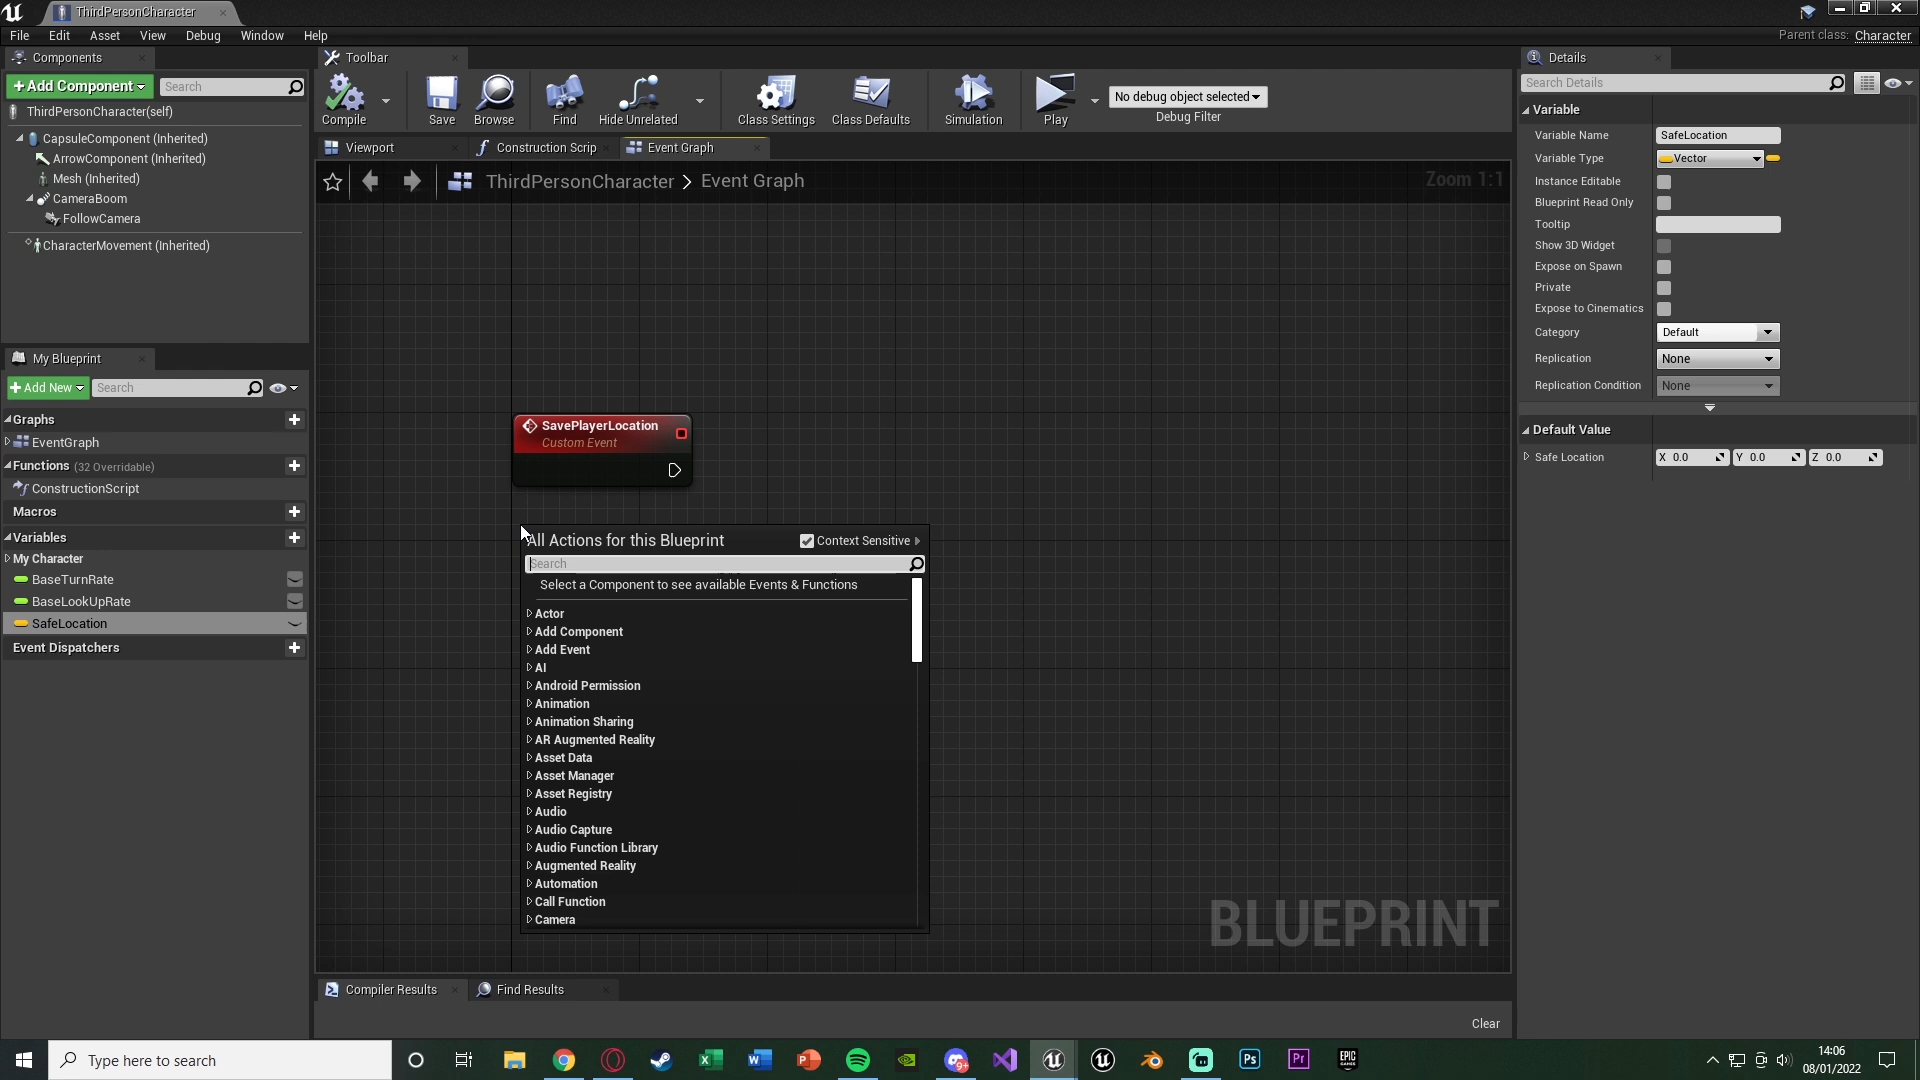 ThirdPersonCharacter
File Edit Asset View Debug Window Help
Parent class: Character
Components
+Add Component
Search
ThirdPersonCharacter(self)
CapsuleComponent (Inherited)
ArrowComponent (Inherited)
Mesh (Inherited)
CameraBoom
FollowCamera
CharacterMovement (Inherited)
My Blueprint
+Add New
Search
Graphs
EventGraph
Functions (32 Overridable)
ConstructionScript
Macros
Variables
My Character
BaseTurnRate
BaseLookUpRate
SafeLocation
Event Dispatchers
Toolbar
Compile
Save
Browse
Find
Hide Unrelated
Class Settings
Class Defaults
Simulation
Play
No debug object selected
Debug Filter
Viewport
Construction Scrip
Event Graph
ThirdPersonCharacter > Event Graph
Zoom 1:1
SavePlayerLocation
Custom Event
All Actions for this Blueprint
Context Sensitive
Search
Select a Component to see available Events & Functions
Actor
Add Component
Add Event
AI
Android Permission
Animation
Animation Sharing
AR Augmented Reality
Asset Data
Asset Manager
Asset Registry
Audio
Audio Capture
Audio Function Library
Augmented Reality
Automation
Call Function
Camera
BLUEPRINT
Compiler Results
Find Results
Clear
Details
Search Details
Variable
Variable Name SafeLocation
Variable Type Vector
Instance Editable
Blueprint Read Only
Tooltip
Show 3D Widget
Expose on Spawn
Private
Expose to Cinematics
Category Default
Replication None
Replication Condition None
Default Value
Safe Location X 0.0 Y 0.0 Z 0.0
Type here to search
14:06
08/01/2022